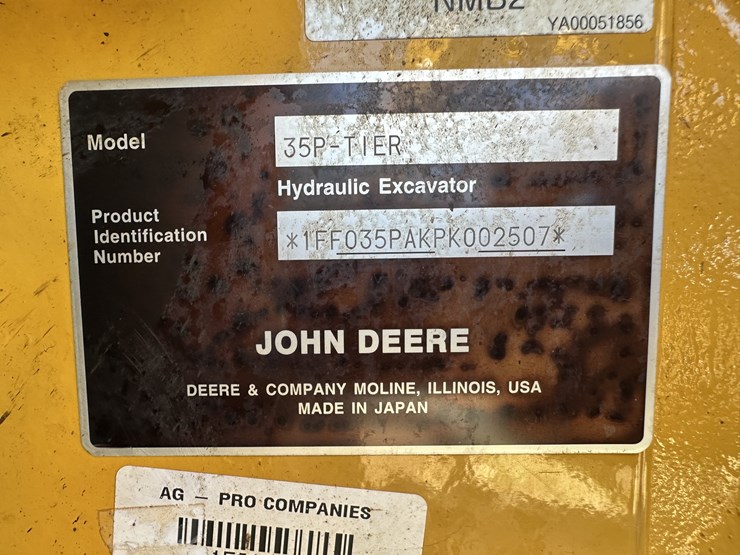 NMB2
YA00051856
Model 35P-TIER
Hydraulic Excavator
Product
Identification
Number
*1FF035PAKPK002507*
JOHN DEERE
DEERE & COMPANY MOLINE, ILLINOIS, USA
MADE IN JAPAN
AG – PRO COMPANIES